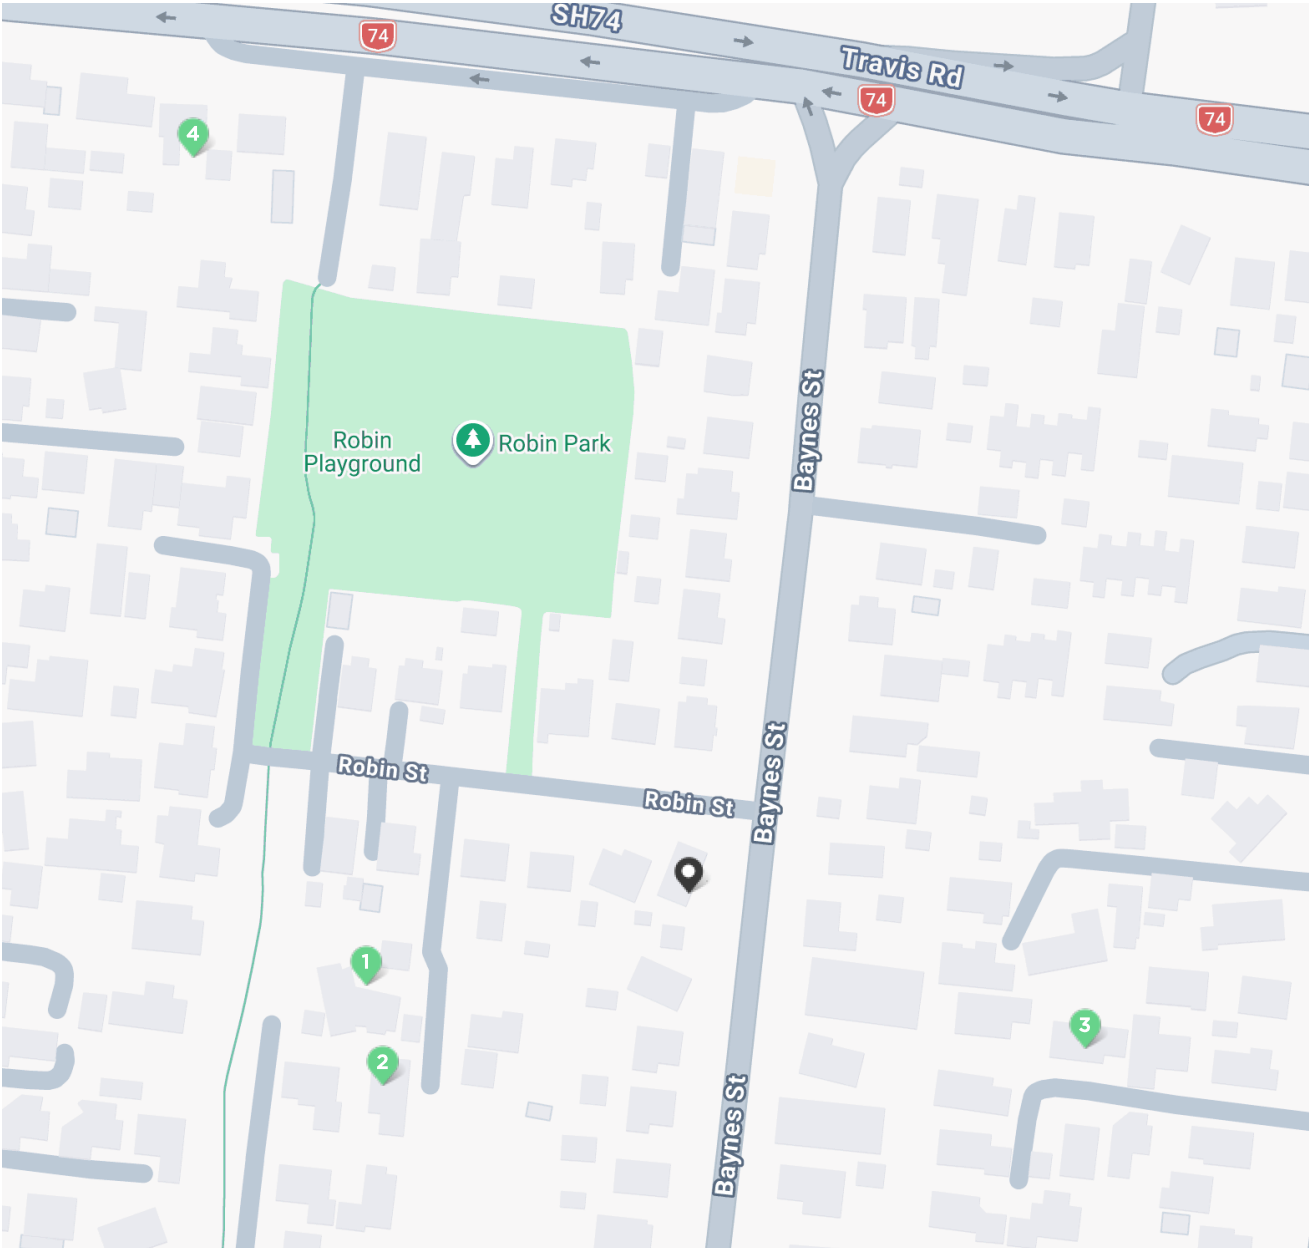 SH74
74
Travis Rd
74
74
4
Baynes St
Robin
Playground
Robin Park
Baynes St
Robin St
Robin St
1
3
2
Baynes St